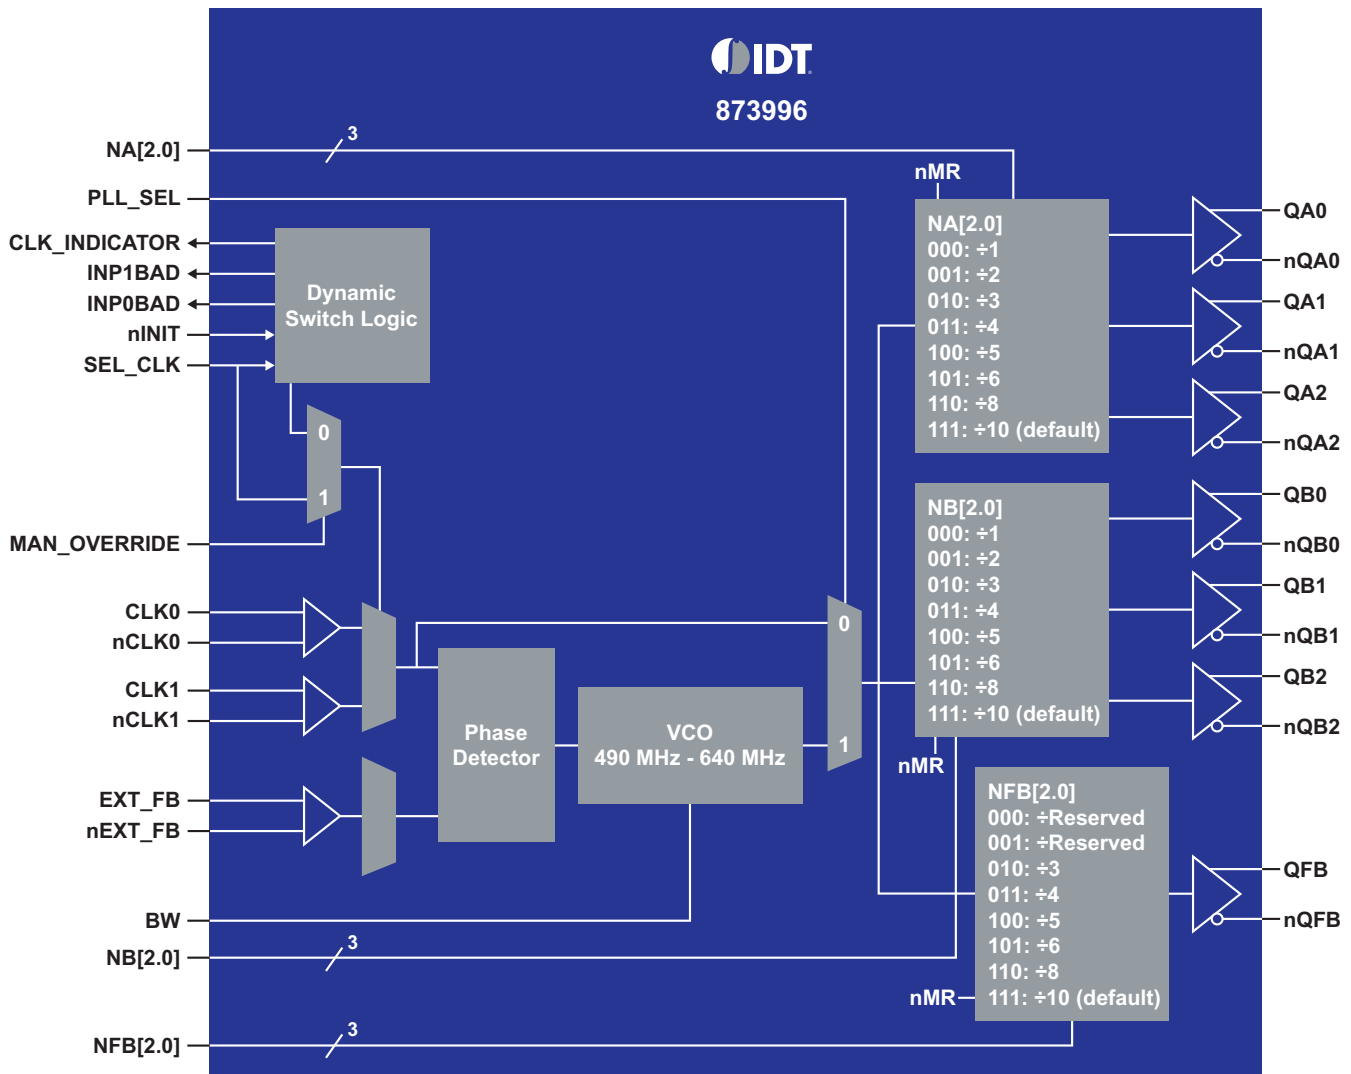 IDT
873996
NA[2.0]
3
PLL_SEL
CLK_INDICATOR
INP1BAD
INP0BAD
nINIT
SEL_CLK
Dynamic
Switch Logic
0
1
MAN_OVERRIDE
CLK0
nCLK0
CLK1
nCLK1
EXT_FB
nEXT_FB
BW
NB[2.0]
3
NFB[2.0]
3
Phase
Detector
VCO
490 MHz - 640 MHz
0
1
nMR
NA[2.0]
000: ÷1
001: ÷2
010: ÷3
011: ÷4
100: ÷5
101: ÷6
110: ÷8
111: ÷10 (default)
NB[2.0]
000: ÷1
001: ÷2
010: ÷3
011: ÷4
100: ÷5
101: ÷6
110: ÷8
111: ÷10 (default)
nMR
NFB[2.0]
000: ÷Reserved
001: ÷Reserved
010: ÷3
011: ÷4
100: ÷5
101: ÷6
110: ÷8
111: ÷10 (default)
nMR
QA0
nQA0
QA1
nQA1
QA2
nQA2
QB0
nQB0
QB1
nQB1
QB2
nQB2
QFB
nQFB